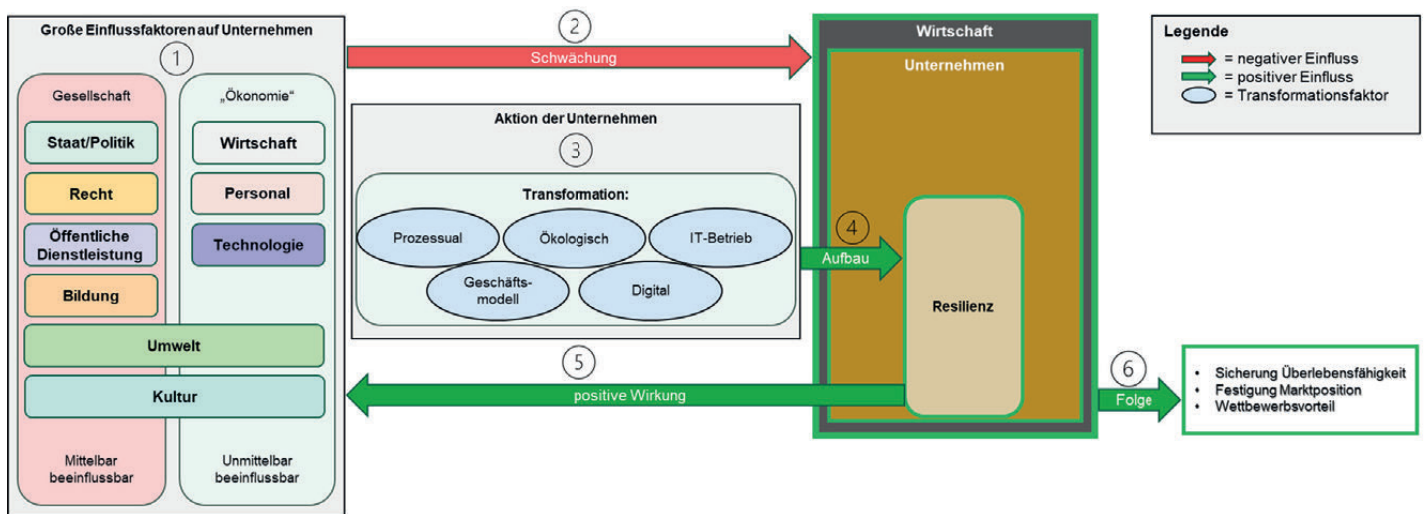 Große Einflussfaktoren auf Unternehmen
1
Gesellschaft
Staat/Politik
Recht
Öffentliche
Dienstleistung
Bildung
„Ökonomie“
Wirtschaft
Personal
Technologie
Umwelt
Kultur
Mittelbar
beeinflussbar
Unmittelbar
beeinflussbar
2
Schwächung
Aktion der Unternehmen
3
Transformation:
Prozessual
Ökologisch
IT-Betrieb
Geschäfts-
modell
Digital
4
Aufbau
5
positive Wirkung
Wirtschaft
Unternehmen
Resilienz
6
Folge
• Sicherung Überlebensfähigkeit
• Festigung Marktposition
• Wettbewerbsvorteil
Legende
= negativer Einfluss
= positiver Einfluss
= Transformationsfaktor